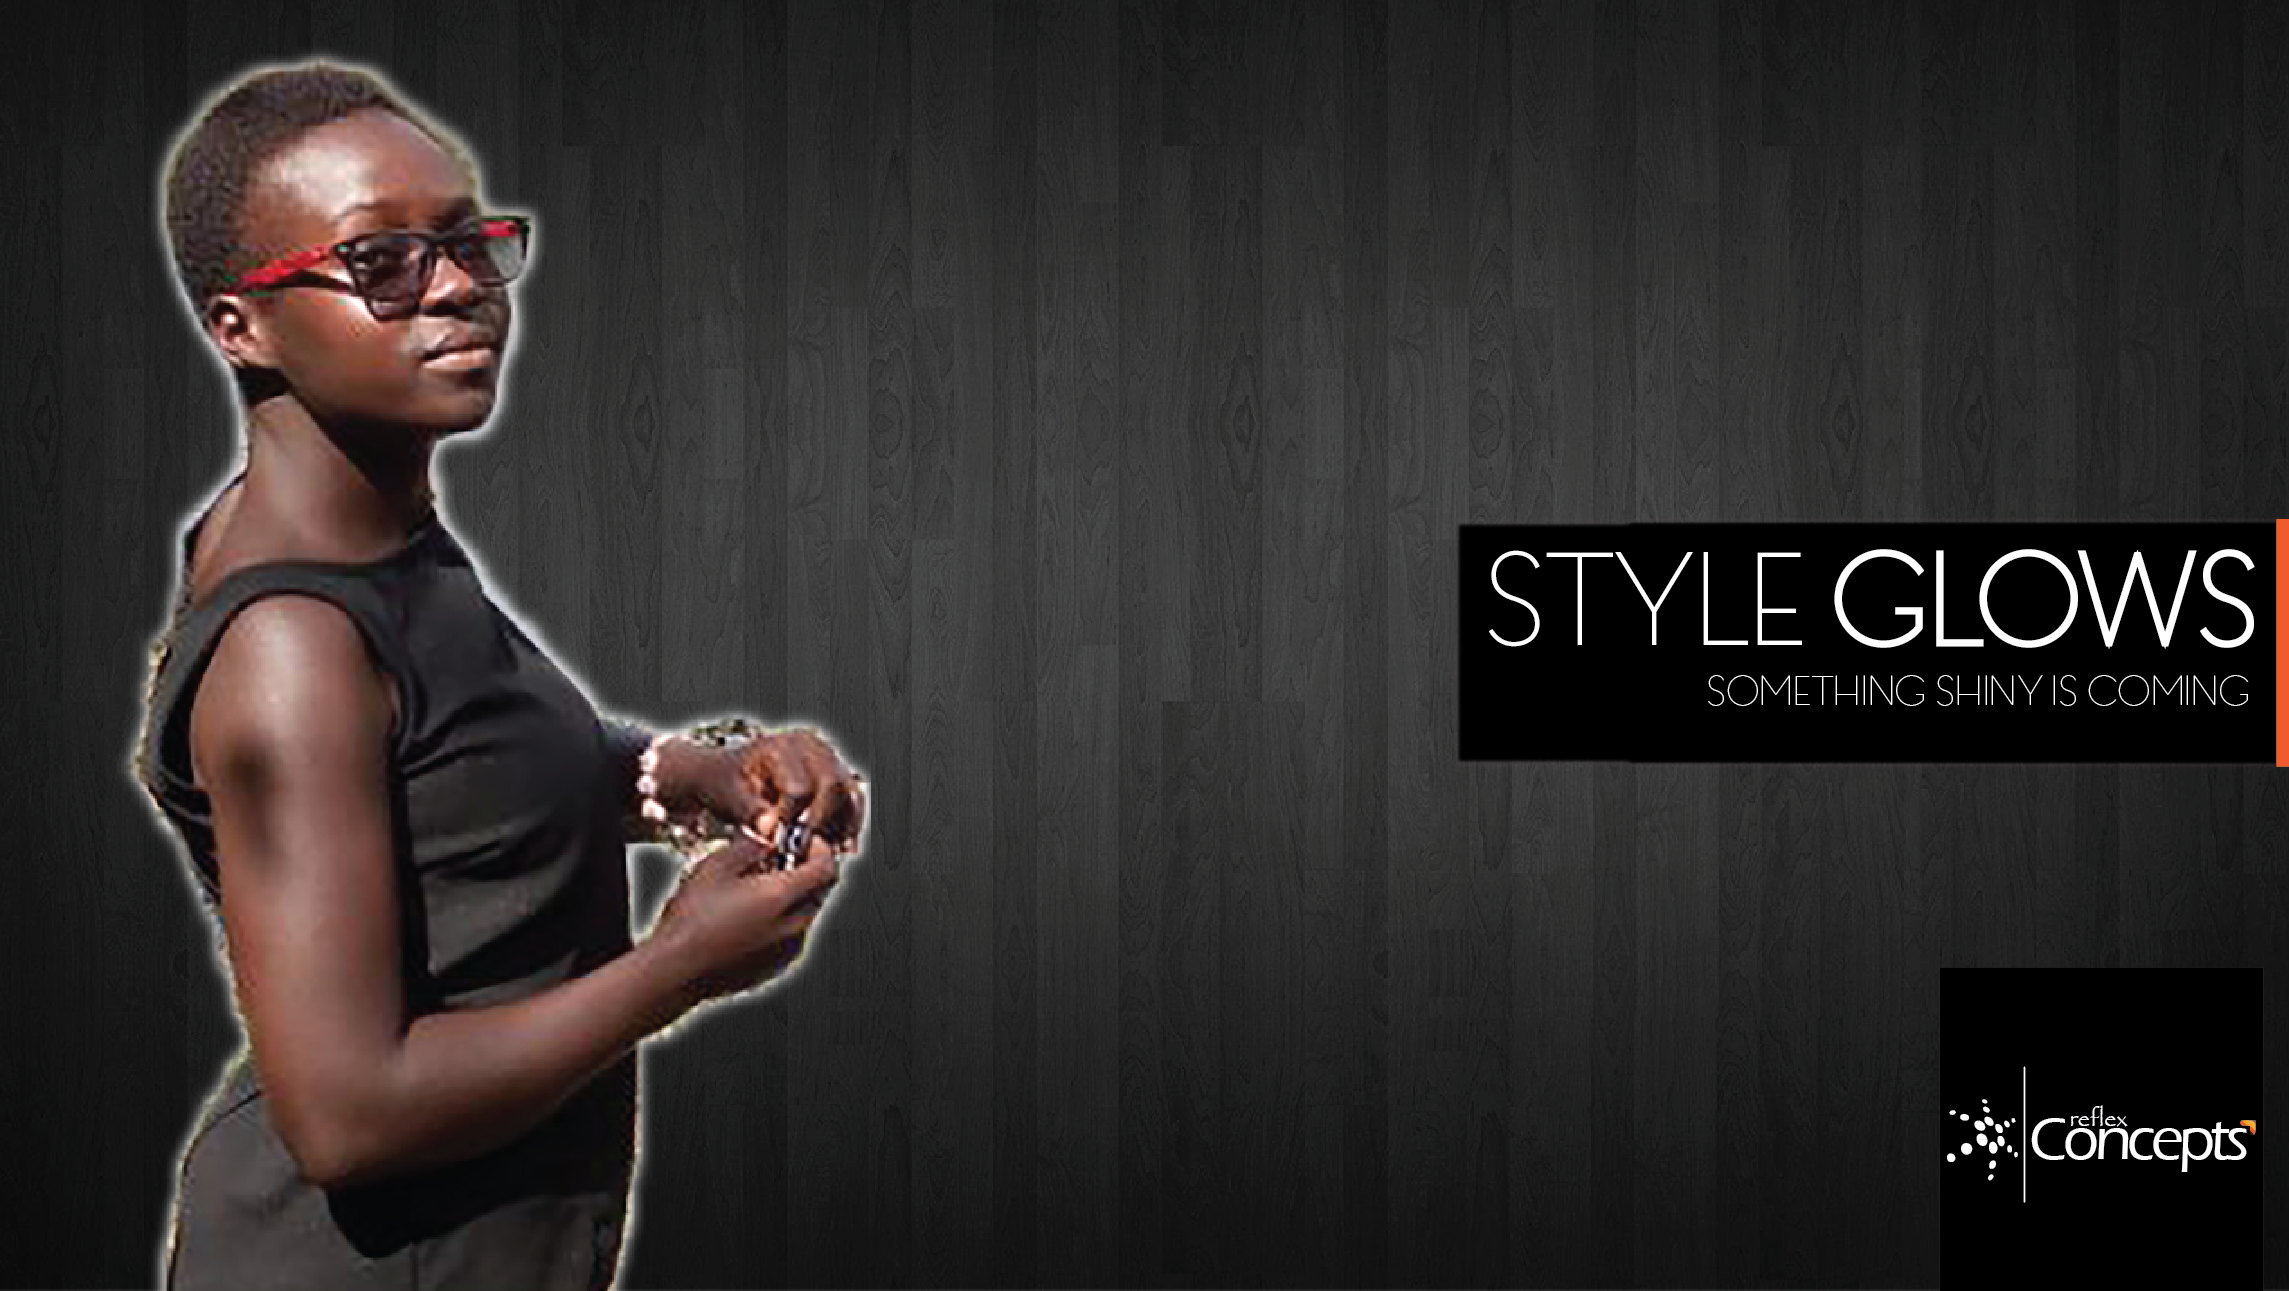 STYLE GLOWS
SOMETHING SHINY IS COMING
reflex
Concepts